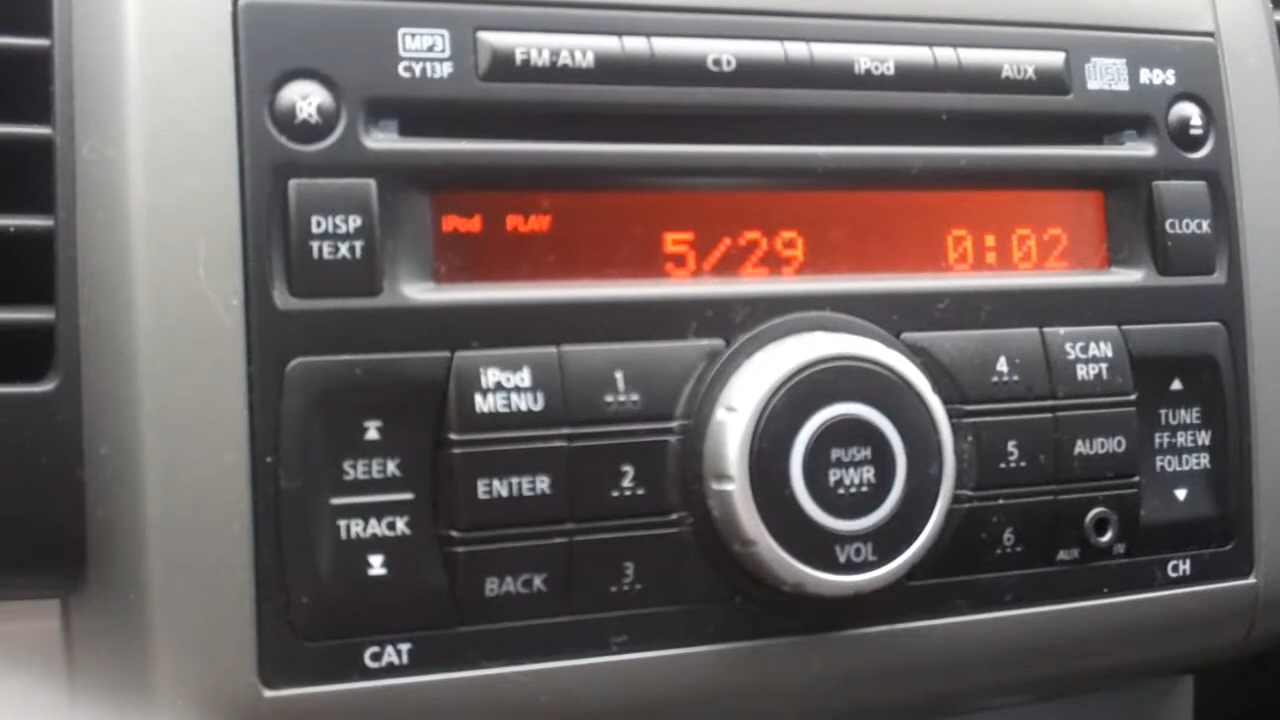 MP3
CY13F
FM·AM
CD
iPod
AUX
disc
R·D·S
DISP
TEXT
iPod PLAY
5/29
0:02
CLOCK
SEEK
TRACK
CAT
iPod
MENU
ENTER
BACK
1
2
3
PUSH
PWR
VOL
4
5
6
SCAN
RPT
AUDIO
AUX IN
TUNE
FF-REW
FOLDER
CH